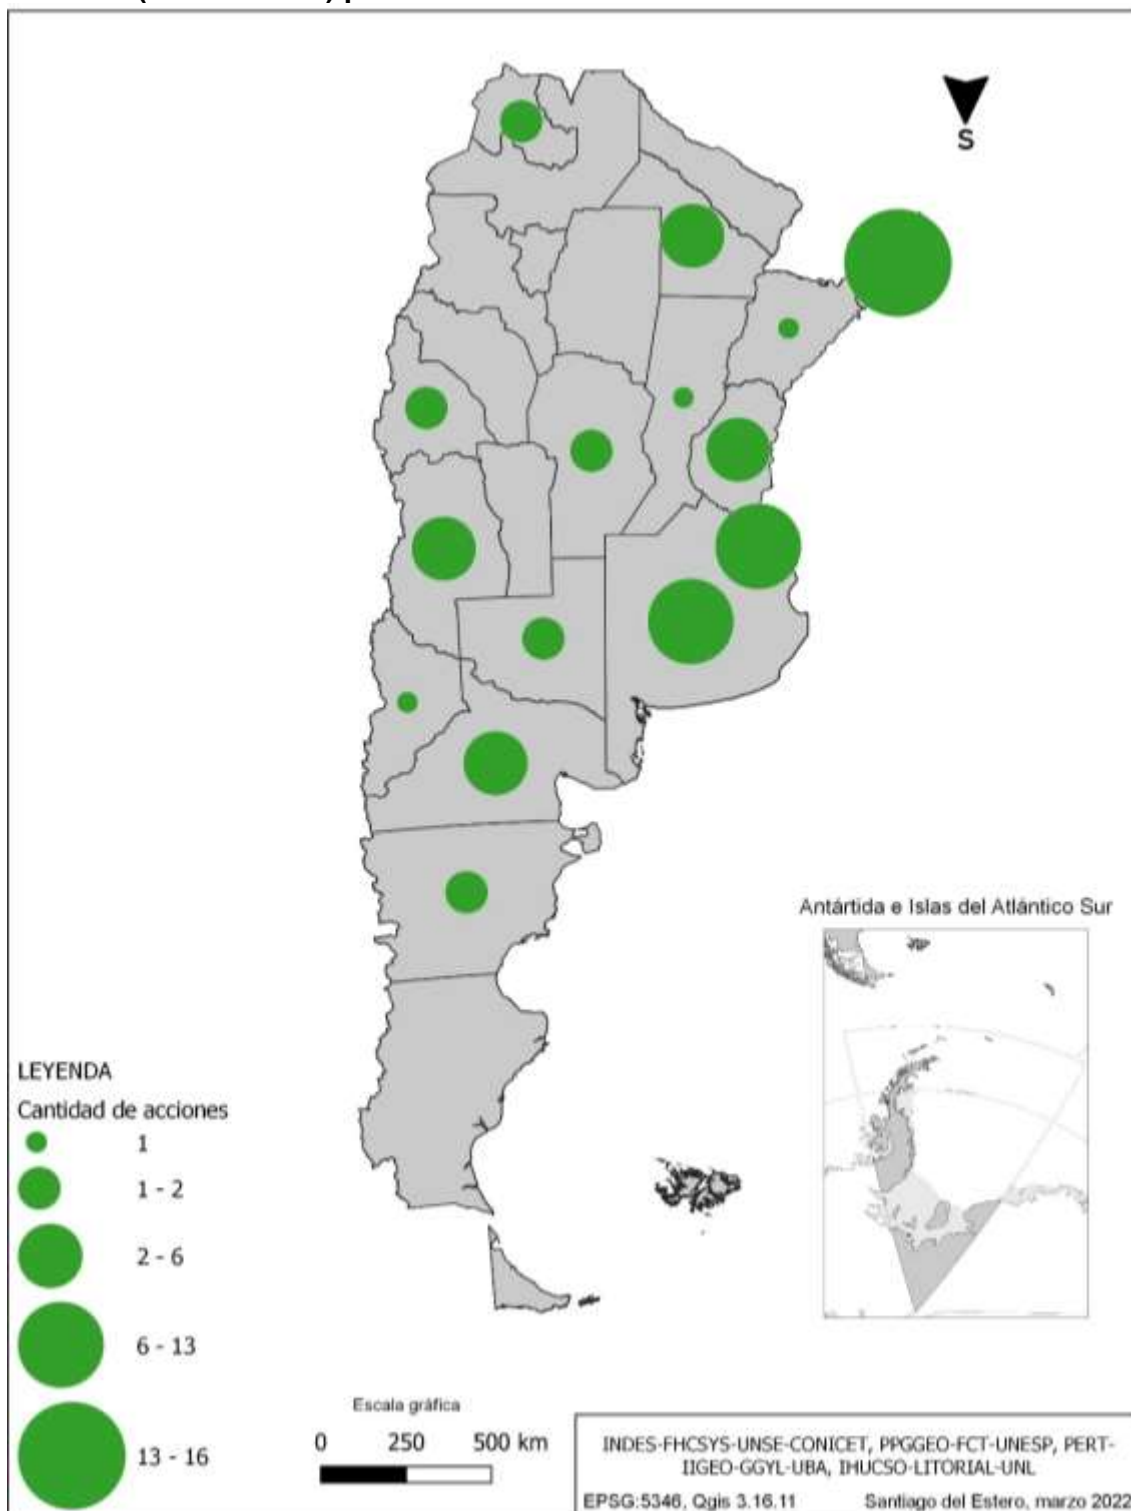 S
Antártida e Islas del Atlántico Sur
LEYENDA
Cantidad de acciones
1
1 - 2
2 - 6
6 - 13
13 - 16
Escala gráfica
0 250 500 km
INDES-FHCSYS-UNSE-CONICET, PPGGEO-FCT-UNESP, PERT-
IIGEO-GGYL-UBA, IHUCSO-LITORIAL-UNL
EPSG:5346, Qgis 3.16.11 Santiago del Estero, marzo 2022